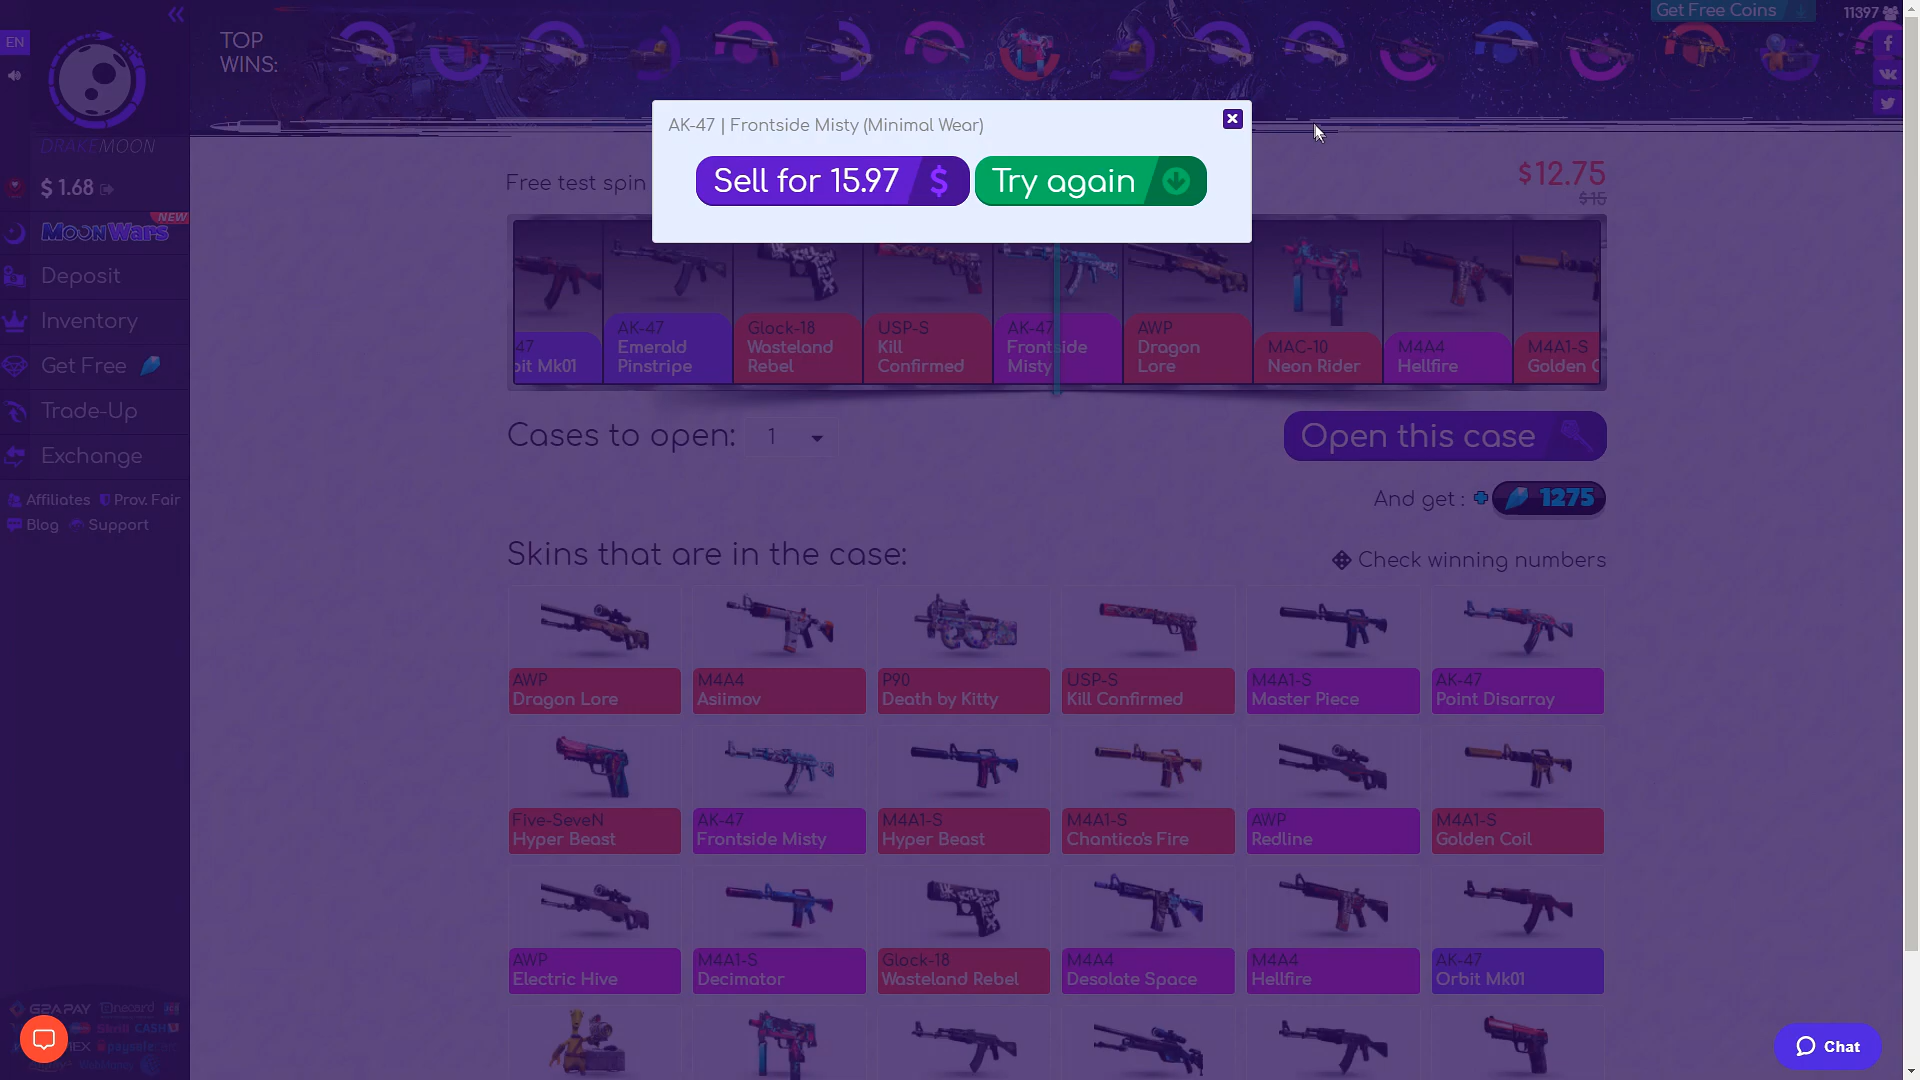 Get Free Coins
11397
EN
TOP
WINS:
DRAKEMOON
AK-47 | Frontside Misty (Minimal Wear)
Sell for 15.97 $
Try again
$12.75
$15
Free test spin
$ 1.68
NEW
MoonWars
Deposit
Inventory
Get Free
Trade-Up
Exchange
Affiliates
Prov. Fair
Blog
Support
47
bit Mk01
AK-47
Emerald
Pinstripe
Glock-18
Wasteland
Rebel
USP-S
Kill
Confirmed
AK-47
Frontside
Misty
AWP
Dragon
Lore
MAC-10
Neon Rider
M4A4
Hellfire
M4A1-S
Golden C
Cases to open: 1
Open this case
And get : 1275
Skins that are in the case:
Check winning numbers
AWP
Dragon Lore
M4A4
Asiimov
P90
Death by Kitty
USP-S
Kill Confirmed
M4A1-S
Master Piece
AK-47
Point Disarray
Five-SeveN
Hyper Beast
AK-47
Frontside Misty
M4A1-S
Hyper Beast
M4A1-S
Chantico's Fire
AWP
Redline
M4A1-S
Golden Coil
AWP
Electric Hive
M4A1-S
Decimator
Glock-18
Wasteland Rebel
M4A4
Desolate Space
M4A4
Hellfire
AK-47
Orbit Mk01
G2APAY
Skrill CASHU
paysafe
Chat